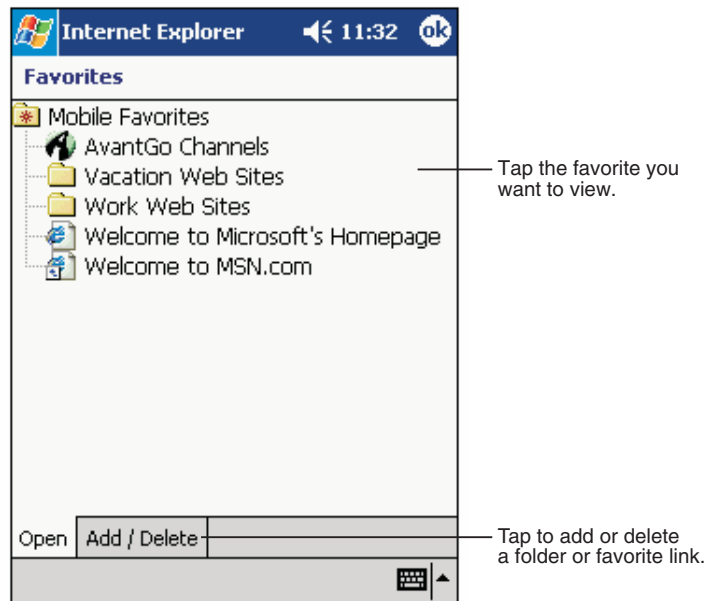 Internet Explorer 11:32 ok
Favorites
Mobile Favorites
AvantGo Channels
Vacation Web Sites
Work Web Sites
Welcome to Microsoft's Homepage
Welcome to MSN.com
Tap the favorite you
want to view.
Open Add / Delete
Tap to add or delete
a folder or favorite link.